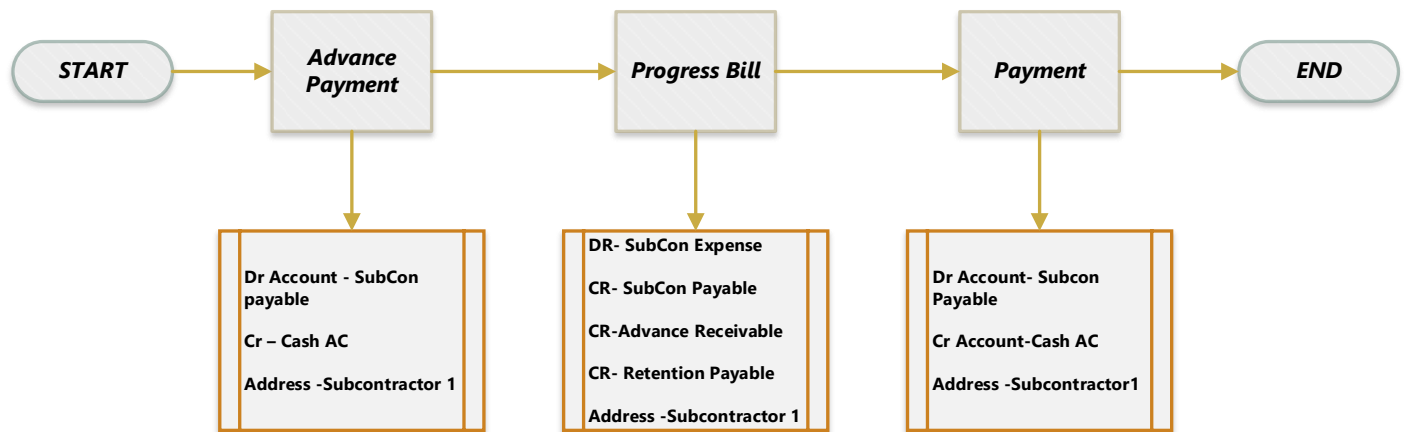 START
Advance
Payment
Progress Bill
Payment
END
Dr Account - SubCon
payable
Cr – Cash AC
Address -Subcontractor 1
DR- SubCon Expense
CR- SubCon Payable
CR-Advance Receivable
CR- Retention Payable
Address -Subcontractor 1
Dr Account- Subcon
Payable
Cr Account-Cash AC
Address -Subcontractor1